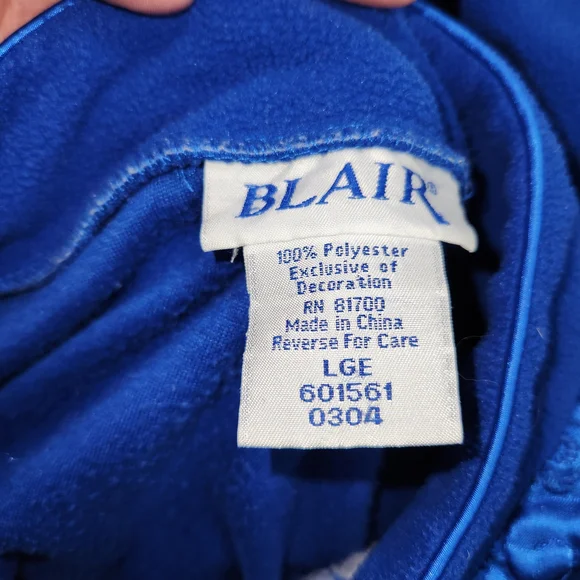 BLAIR®
100% Polyester
Exclusive of
Decoration
RN 81700
Made in China
Reverse For Care
LGE
601561
0304